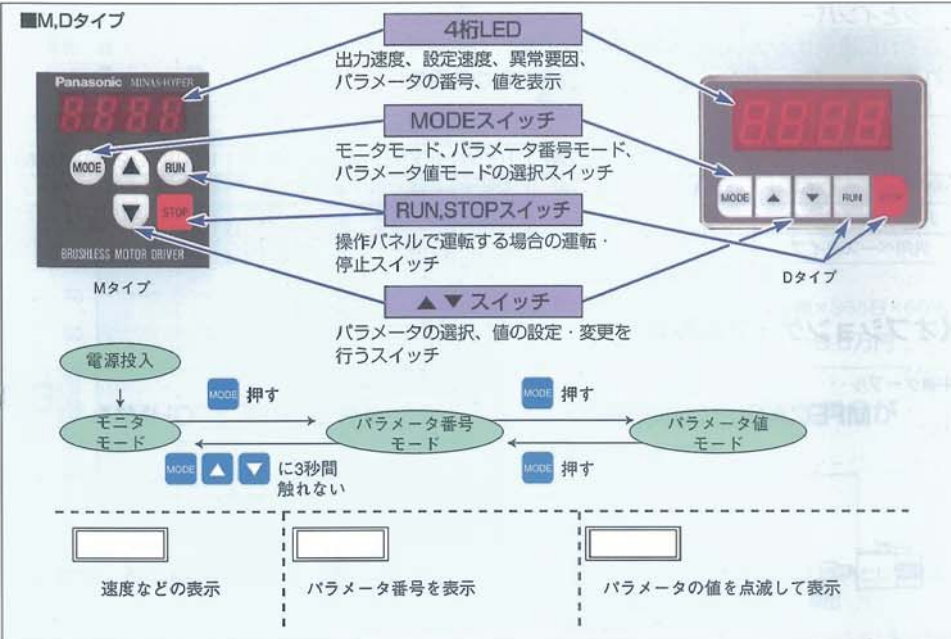 ■M,Dタイプ
4桁LED
出力速度、設定速度、異常要因、
パラメータの番号、値を表示
Panasonic MINAS-HYPER
8.8.8.8
MODE ▲ RUN
▼ STOP
BRUSHLESS MOTOR DRIVER
Mタイプ
MODEスイッチ
モニタモード、パラメータ番号モード、
パラメータ値モードの選択スイッチ
RUN,STOPスイッチ
操作パネルで運転する場合の運転・
停止スイッチ
▲ ▼ スイッチ
パラメータの選択、値の設定・変更を
行うスイッチ
8.8.8.8
MODE ▲ ▼ RUN STOP
Dタイプ
電源投入
モニタ
モード
MODE 押す
MODE ▲ ▼ に3秒間
触れない
パラメータ番号
モード
MODE 押す
MODE 押す
パラメータ値
モード
速度などの表示
パラメータ番号を表示
パラメータの値を点滅して表示